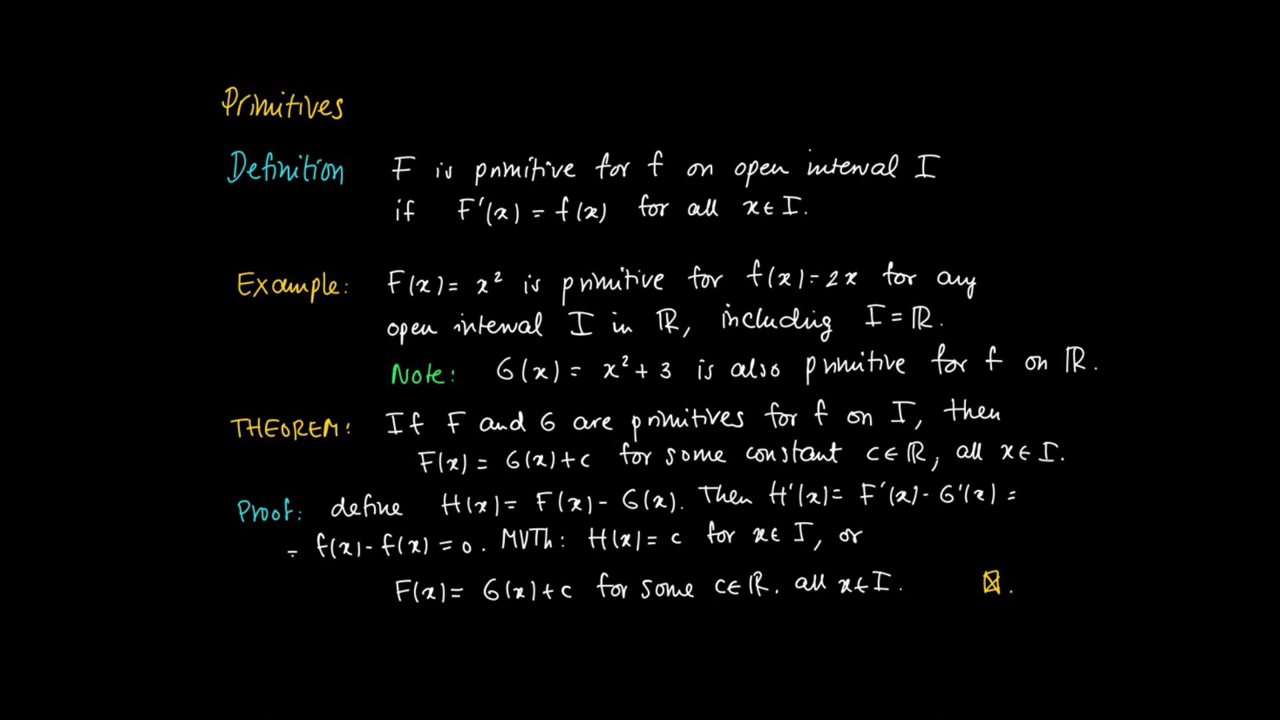 Primitives
Definition F is primitive for f on open interval I
if F'(x) = f(x) for all x ∈ I.
Example: F(x) = x² is primitive for f(x) = 2x for any
open interval I in ℝ, including I = ℝ.
Note: G(x) = x² + 3 is also primitive for f on ℝ.
THEOREM: If F and G are primitives for f on I, then
F(x) = G(x) + c for some constant c ∈ ℝ, all x ∈ I.
Proof: define H(x) = F(x) - G(x). Then H'(x) = F'(x) - G'(x) =
= f(x) - f(x) = 0. MVTh: H(x) = c for x ∈ I, or
F(x) = G(x) + c for some c ∈ ℝ. all x ∈ I.